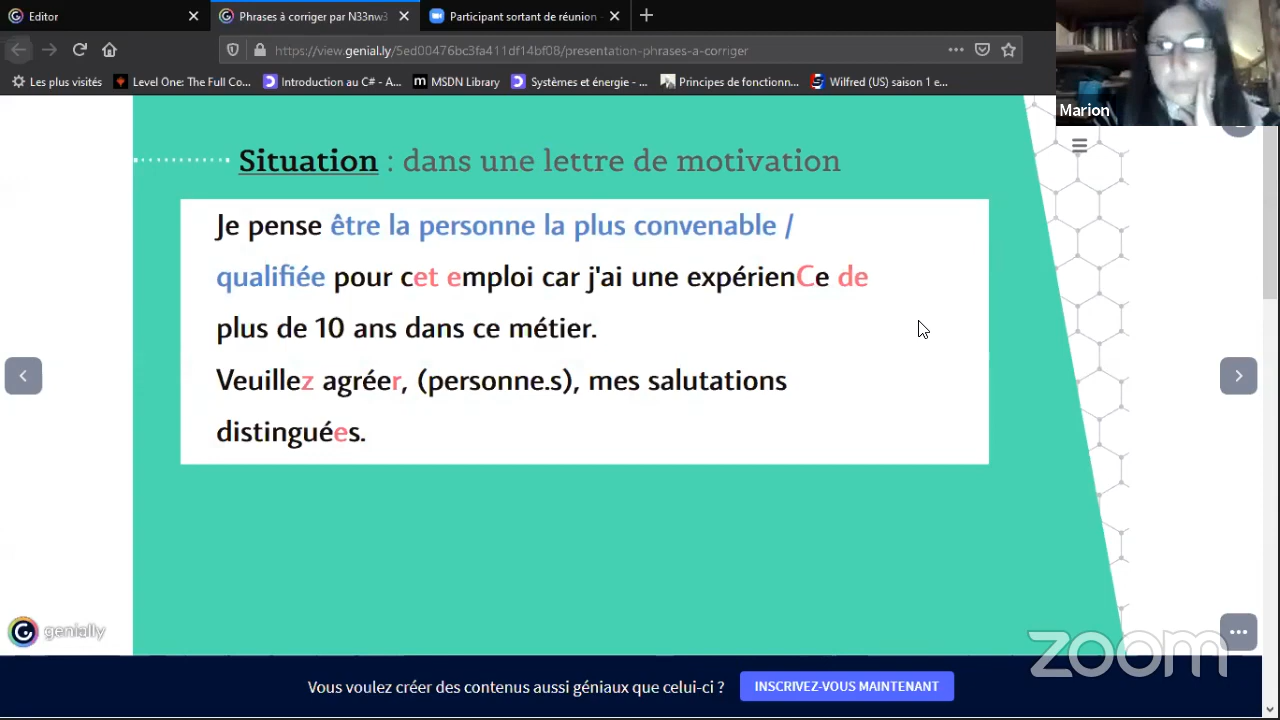 Editor
Phrases à corriger par N33nw3
Participant sortant de réunion
https://view.genial.ly/5ed00476bc3fa411df14bf08/presentation-phrases-a-corriger
Les plus visités
Level One: The Full Co...
Introduction au C# - A...
MSDN Library
Systèmes et énergie - ...
Principes de fonctionn...
Wilfred (US) saison 1 e...
Marion
Situation : dans une lettre de motivation
Je pense être la personne la plus convenable /
qualifiée pour cet emploi car j'ai une expérienCe de
plus de 10 ans dans ce métier.
Veuillez agréer, (personne.s), mes salutations
distinguées.
genially
zoom
Vous voulez créer des contenus aussi géniaux que celui-ci ?
INSCRIVEZ-VOUS MAINTENANT